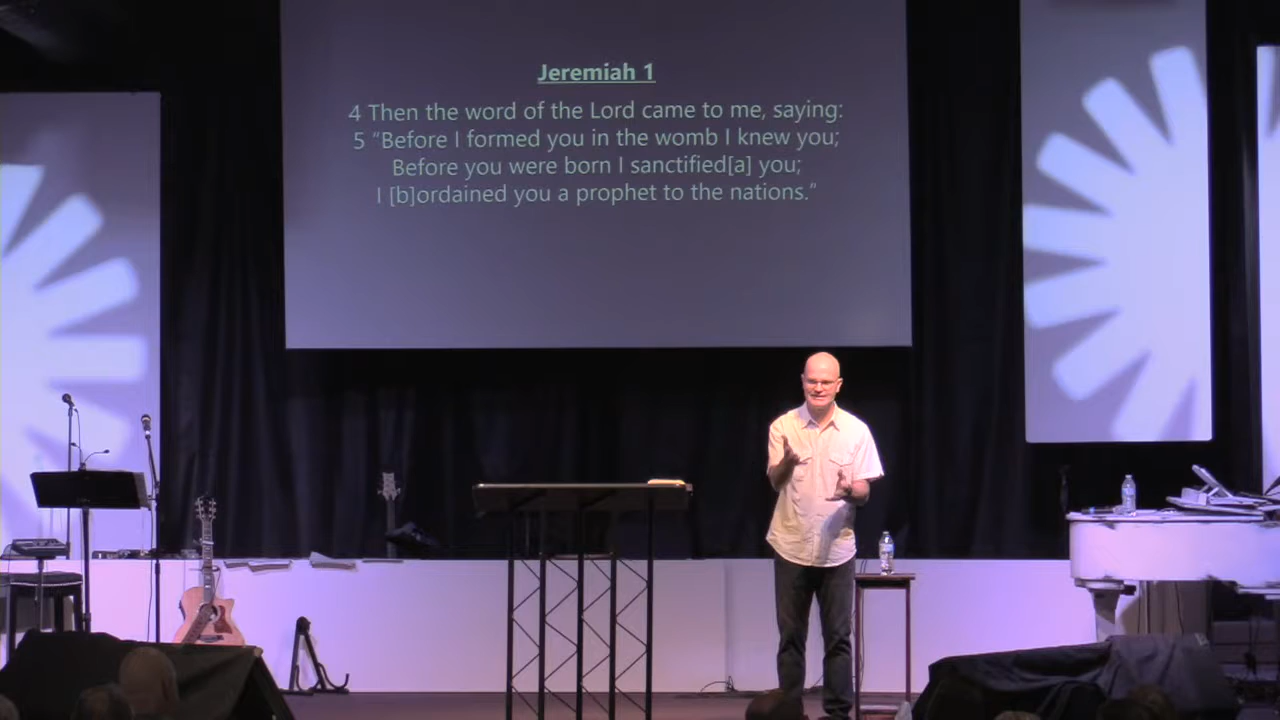 Jeremiah 1
4 Then the word of the Lord came to me, saying:
5 “Before I formed you in the womb I knew you;
Before you were born I sanctified[a] you;
I [b]ordained you a prophet to the nations.”